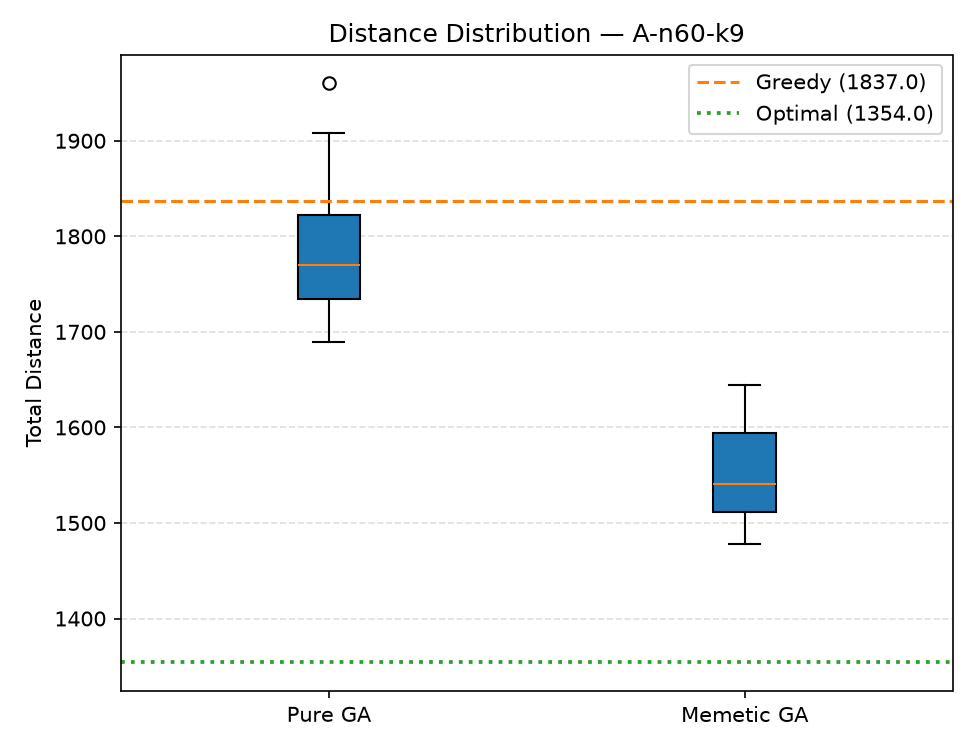 Distance Distribution — A-n60-k9
Greedy (1837.0)
Optimal (1354.0)
Total Distance
1900
1800
1700
1600
1500
1400
Pure GA
Memetic GA